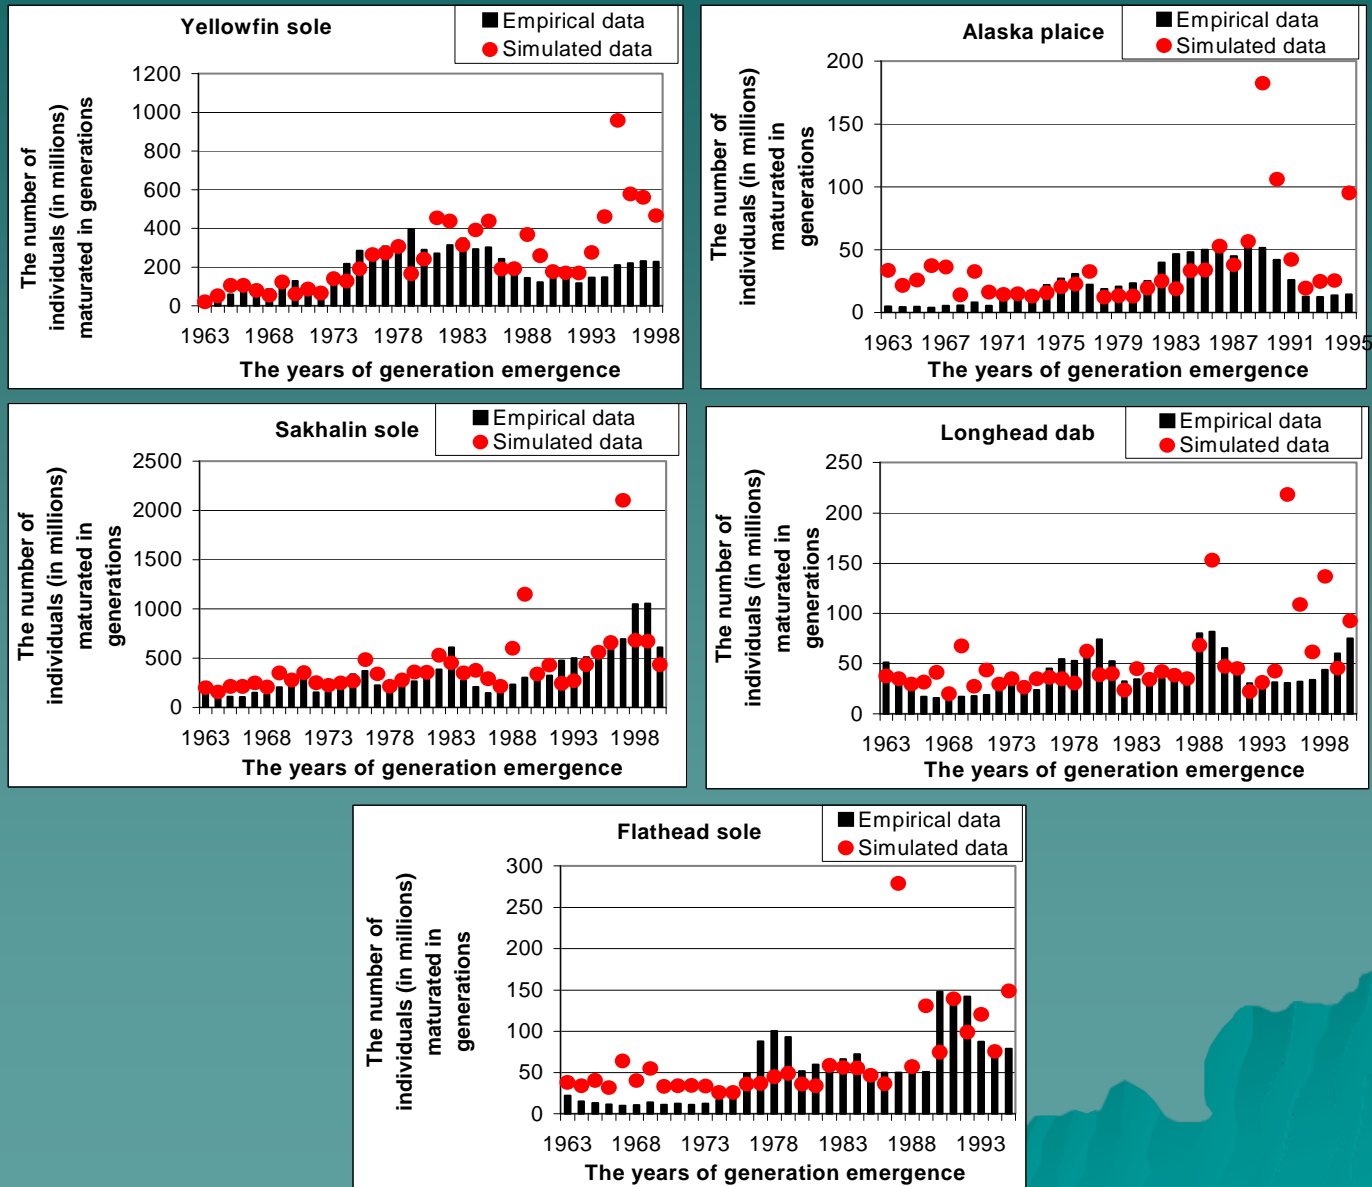 Yellowfin sole
Empirical data
Simulated data
The number of
individuals (in millions)
maturated in generations
1200
1000
800
600
400
200
0
1963 1968 1973 1978 1983 1988 1993 1998
The years of generation emergence
Alaska plaice
Empirical data
Simulated data
The number of
individuals (in millions)
maturated in
generations
200
150
100
50
0
1963 1967 1971 1975 1979 1983 1987 1991 1995
The years of generation emergence
Sakhalin sole
Empirical data
Simulated data
The number of
individuals (in millions)
maturated in
generations
2500
2000
1500
1000
500
0
1963 1968 1973 1978 1983 1988 1993 1998
The years of generation emergence
Longhead dab
Empirical data
Simulated data
The number of
individuals (in millions)
maturated in
generations
250
200
150
100
50
0
1963 1968 1973 1978 1983 1988 1993 1998
The years of generation emergence
Flathead sole
Empirical data
Simulated data
The number of
individuals (in millions)
maturated in
generations
300
250
200
150
100
50
0
1963 1968 1973 1978 1983 1988 1993
The years of generation emergence